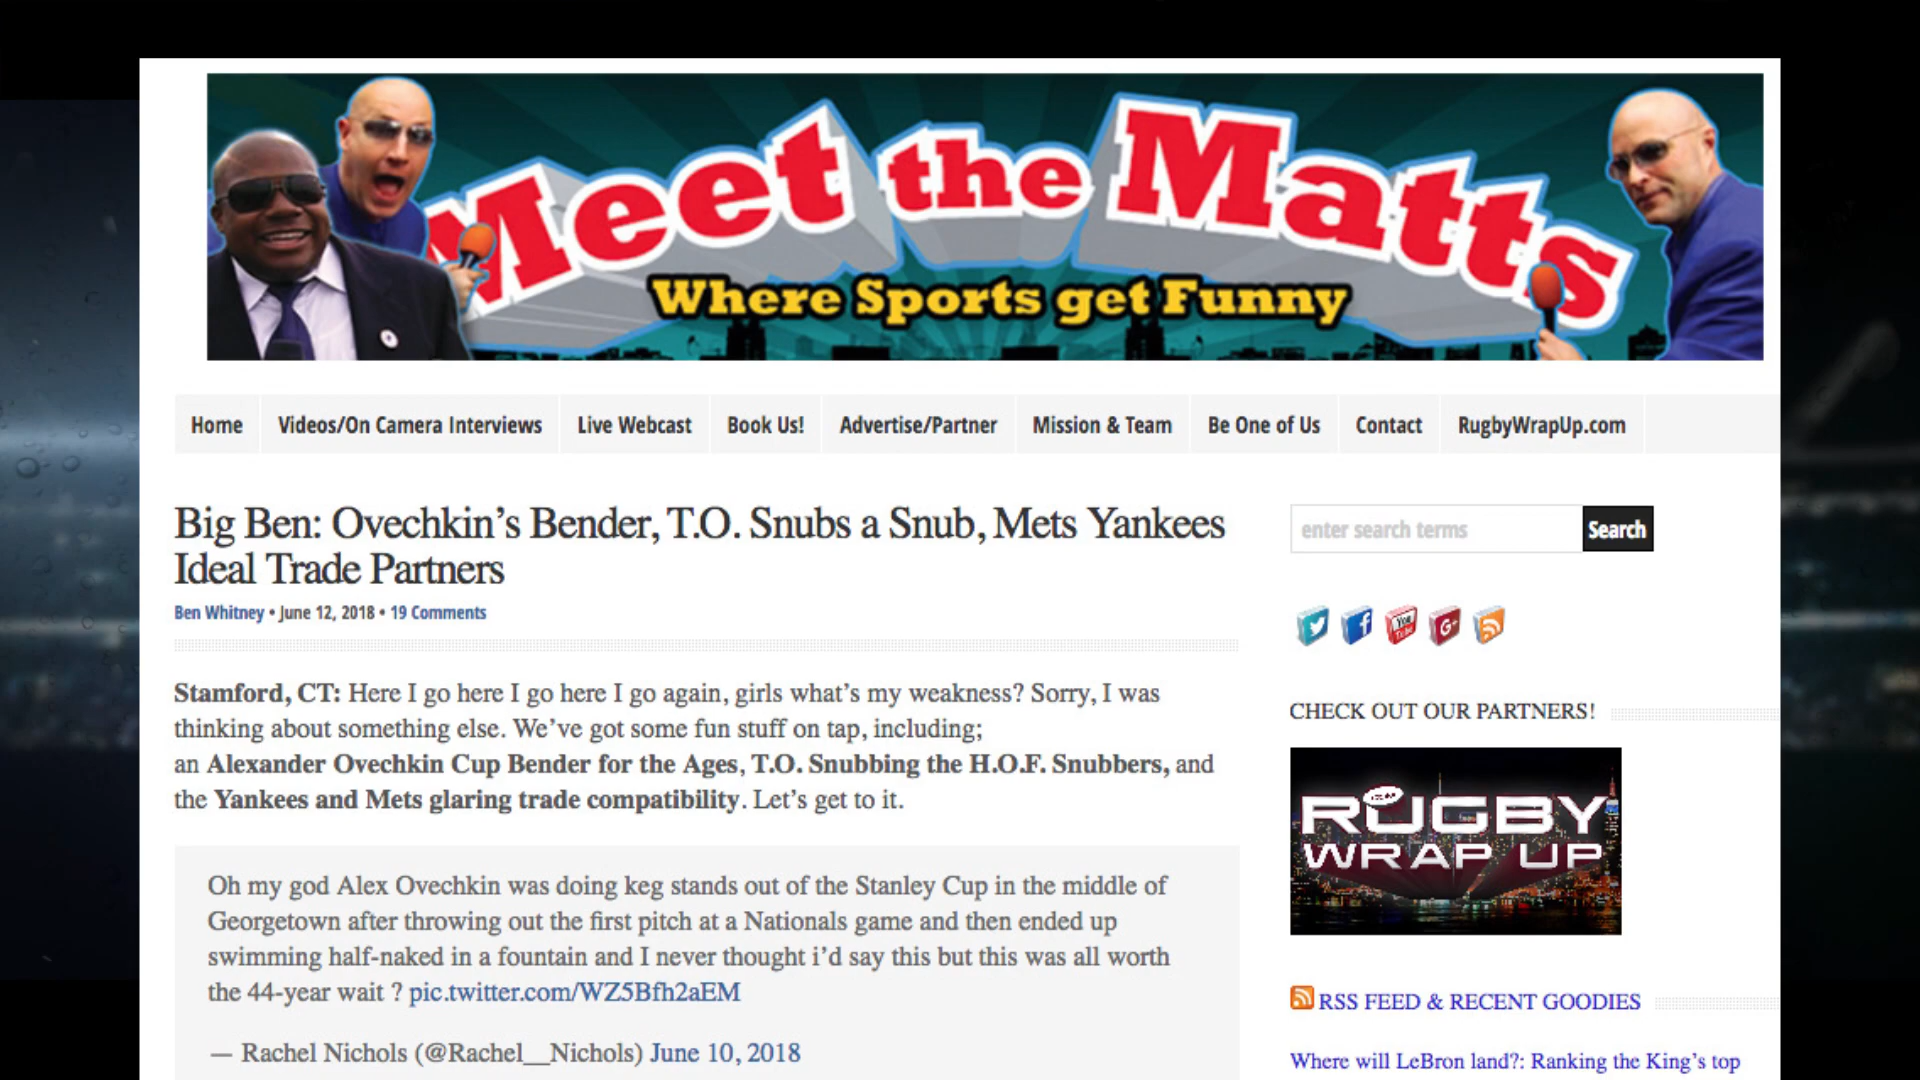 Meet the Matts
Where Sports get Funny
Home Videos/On Camera Interviews Live Webcast Book Us! Advertise/Partner Mission & Team Be One of Us Contact RugbyWrapUp.com
Big Ben: Ovechkin's Bender, T.O. Snubs a Snub, Mets Yankees
Ideal Trade Partners
Ben Whitney • June 12, 2018 • 19 Comments
Stamford, CT: Here I go here I go here I go again, girls what's my weakness? Sorry, I was
thinking about something else. We've got some fun stuff on tap, including;
an Alexander Ovechkin Cup Bender for the Ages, T.O. Snubbing the H.O.F. Snubbers, and
the Yankees and Mets glaring trade compatibility. Let's get to it.
Oh my god Alex Ovechkin was doing keg stands out of the Stanley Cup in the middle of
Georgetown after throwing out the first pitch at a Nationals game and then ended up
swimming half-naked in a fountain and I never thought i'd say this but this was all worth
the 44-year wait ? pic.twitter.com/WZ5Bfh2aEM
— Rachel Nichols (@Rachel__Nichols) June 10, 2018
enter search terms Search
You
Tube
G+
CHECK OUT OUR PARTNERS!
RUGBY
WRAP UP
RSS FEED & RECENT GOODIES
Where will LeBron land?: Ranking the King's top